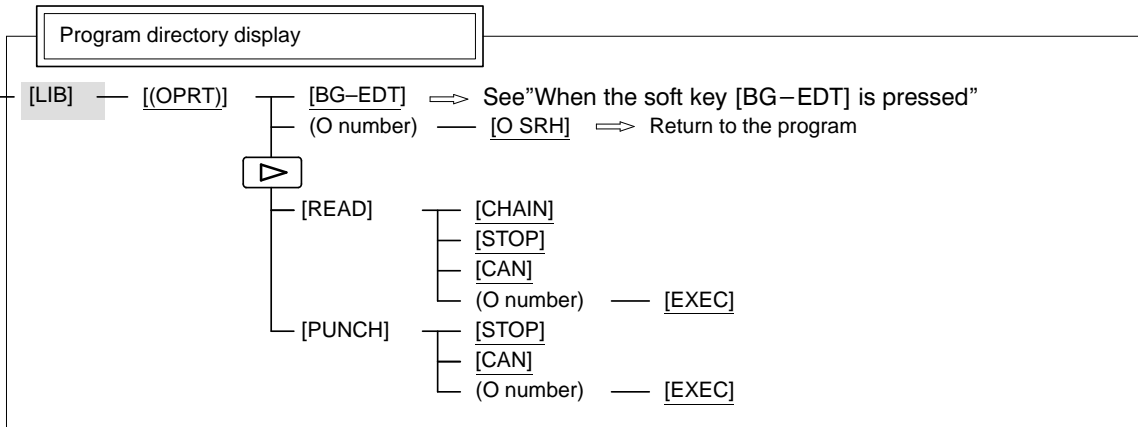 Program directory display
[LIB] [(OPRT)] [BG–EDT] See"When the soft key [BG–EDT] is pressed”
(O number) [O SRH] Return to the program
[READ] [CHAIN]
[STOP]
[CAN]
(O number) [EXEC]
[PUNCH] [STOP]
[CAN]
(O number) [EXEC]